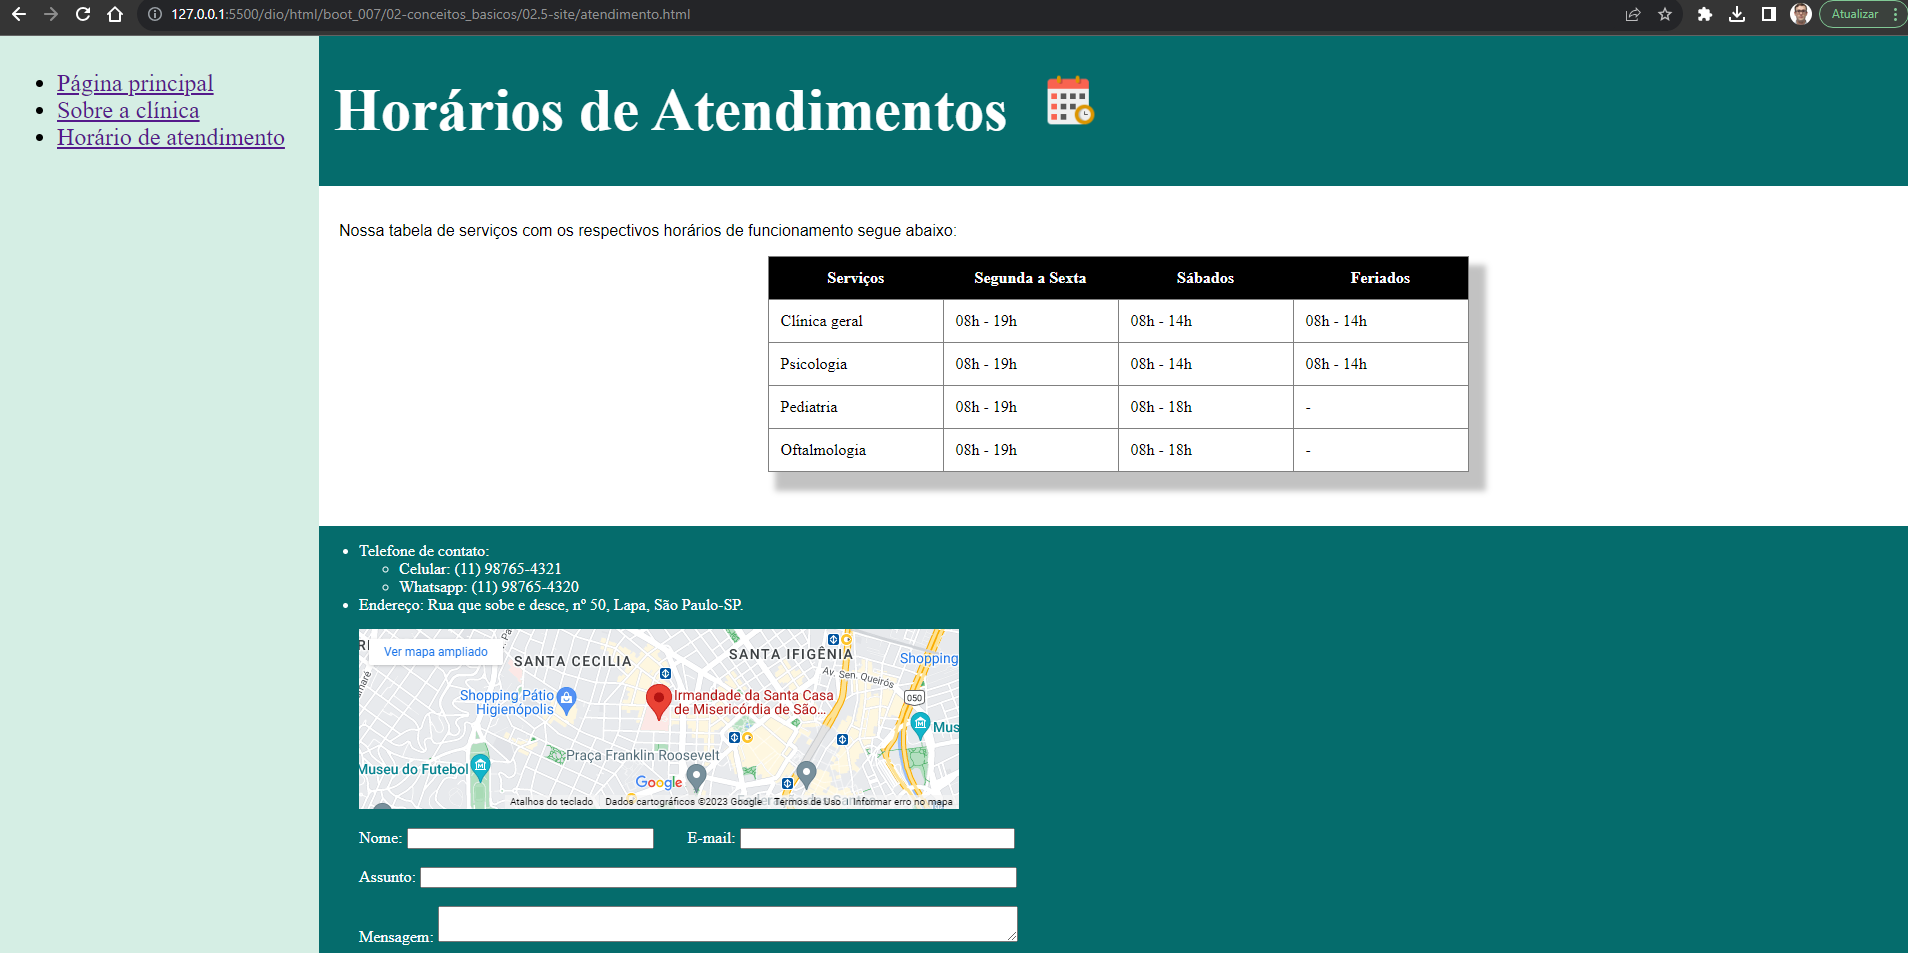 127.0.0.1:5500/dio/html/boot_007/02-conceitos_basicos/02.5-site/atendimento.html
Atualizar
Página principal
Sobre a clínica
Horário de atendimento
Horários de Atendimentos
Nossa tabela de serviços com os respectivos horários de funcionamento segue abaixo:
Serviços Segunda a Sexta Sábados Feriados
Clínica geral 08h - 19h 08h - 14h 08h - 14h
Psicologia 08h - 19h 08h - 14h 08h - 14h
Pediatria 08h - 19h 08h - 18h -
Oftalmologia 08h - 19h 08h - 18h -
Telefone de contato:
Celular: (11) 98765-4321
Whatsapp: (11) 98765-4320
Endereço: Rua que sobe e desce, nº 50, Lapa, São Paulo-SP.
Ver mapa ampliado
SANTA CECILIA
SANTA IFIGÊNIA
Shopping
Av. Sen. Queirós
050
Shopping Pátio
Higienópolis
Irmandade da Santa Casa
de Misericórdia de São...
Mus
Praça Franklin Roosevelt
Museu do Futebol
Google
Atalhos do teclado Dados cartográficos ©2023 Google Termos de Uso Informar erro no mapa
Nome: E-mail:
Assunto:
Mensagem: